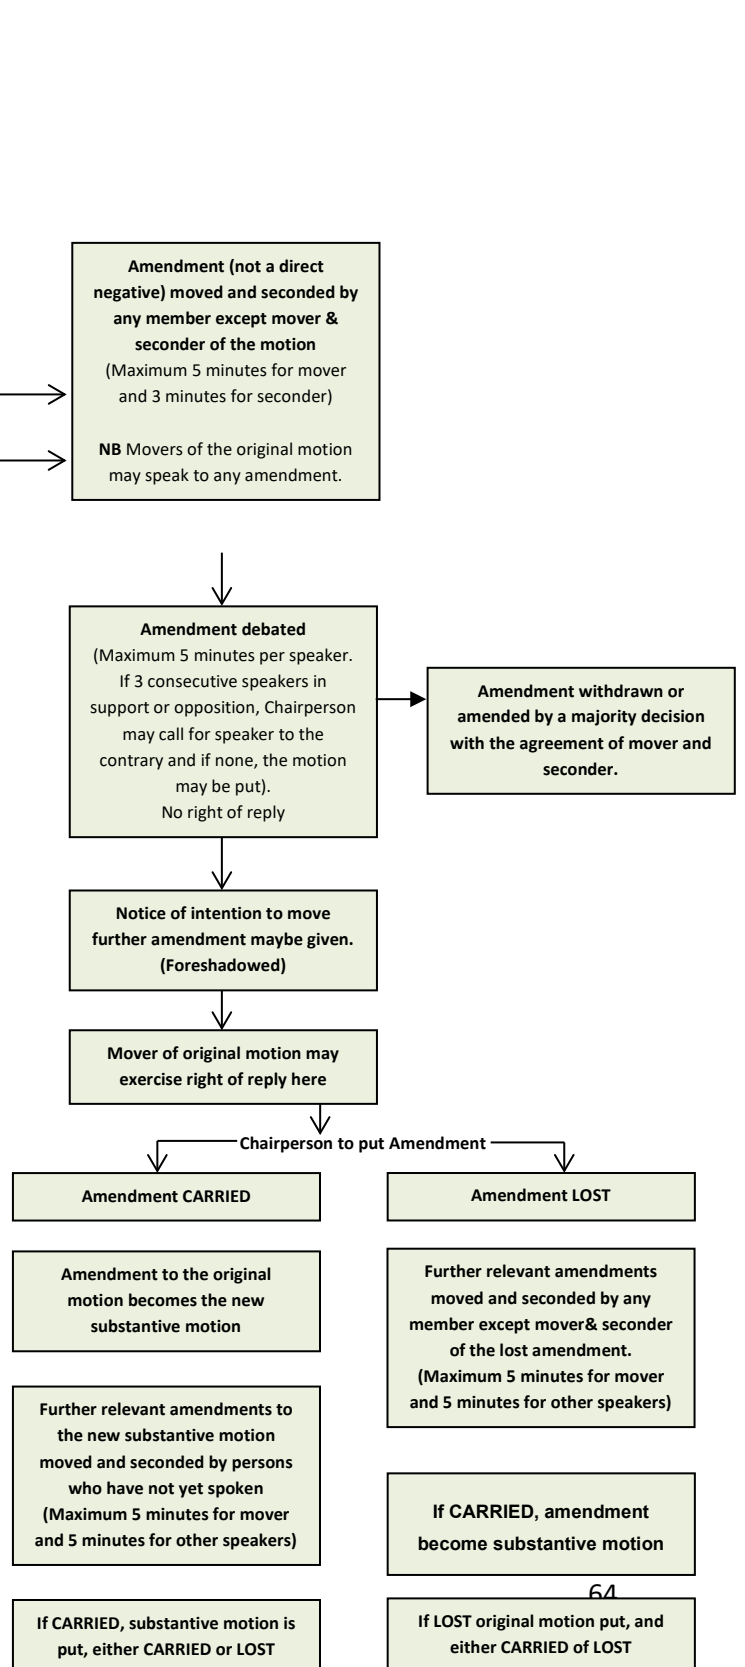 Amendment (not a direct
negative) moved and seconded by
any member except mover &
seconder of the motion
(Maximum 5 minutes for mover
and 3 minutes for seconder)
NB Movers of the original motion
may speak to any amendment.
Amendment debated
(Maximum 5 minutes per speaker.
If 3 consecutive speakers in
support or opposition, Chairperson
may call for speaker to the
contrary and if none, the motion
may be put).
No right of reply
Amendment withdrawn or
amended by a majority decision
with the agreement of mover and
seconder.
Notice of intention to move
further amendment maybe given.
(Foreshadowed)
Mover of original motion may
exercise right of reply here
Chairperson to put Amendment
Amendment CARRIED
Amendment to the original
motion becomes the new
substantive motion
Further relevant amendments to
the new substantive motion
moved and seconded by persons
who have not yet spoken
(Maximum 5 minutes for mover
and 5 minutes for other speakers)
If CARRIED, substantive motion is
put, either CARRIED or LOST
Amendment LOST
Further relevant amendments
moved and seconded by any
member except mover& seconder
of the lost amendment.
(Maximum 5 minutes for mover
and 5 minutes for other speakers)
If CARRIED, amendment
become substantive motion
64
If LOST original motion put, and
either CARRIED of LOST